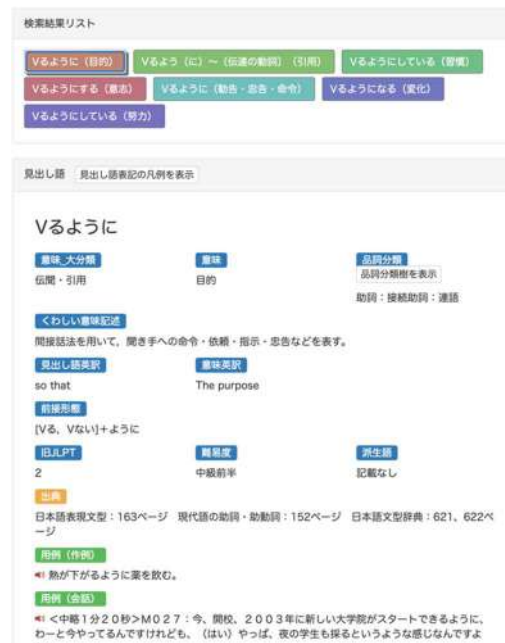 検索結果リスト
Vるように（目的） Vるよう（に）～（伝達の動詞）（引用） Vるようにしている（習慣）
Vるようにする（意志） Vるように（勧告・忠告・命令） Vるようになる（変化）
Vるようにしている（努力）
見出し語 見出し語表記の凡例を表示
Vるように
意味_大分類 意味 品詞分類
品詞分類樹を表示
伝聞・引用 目的
助詞：接続助詞：連語
くわしい意味記述
間接話法を用いて，聞き手への命令・依頼・指示・忠告などを表す。
見出し語英訳 意味英訳
so that The purpose
前接形態
[Vる，Vない]+ように
旧JLPT 難易度 派生語
2 中級前半 記載なし
出典
日本語表現文型：163ページ 現代語の助詞・助動詞：152ページ 日本語文型辞典：621，622ペ
ージ
用例（作例）
熱が下がるように薬を飲む。
用例（会話）
＜中略１分２０秒＞Ｍ０２７：今、開校、２００３年に新しい大学院がスタートできるように、
わーと今やってるんですけれども、（はい）やっぱ、夜の学生も採るというような感じなんですよ